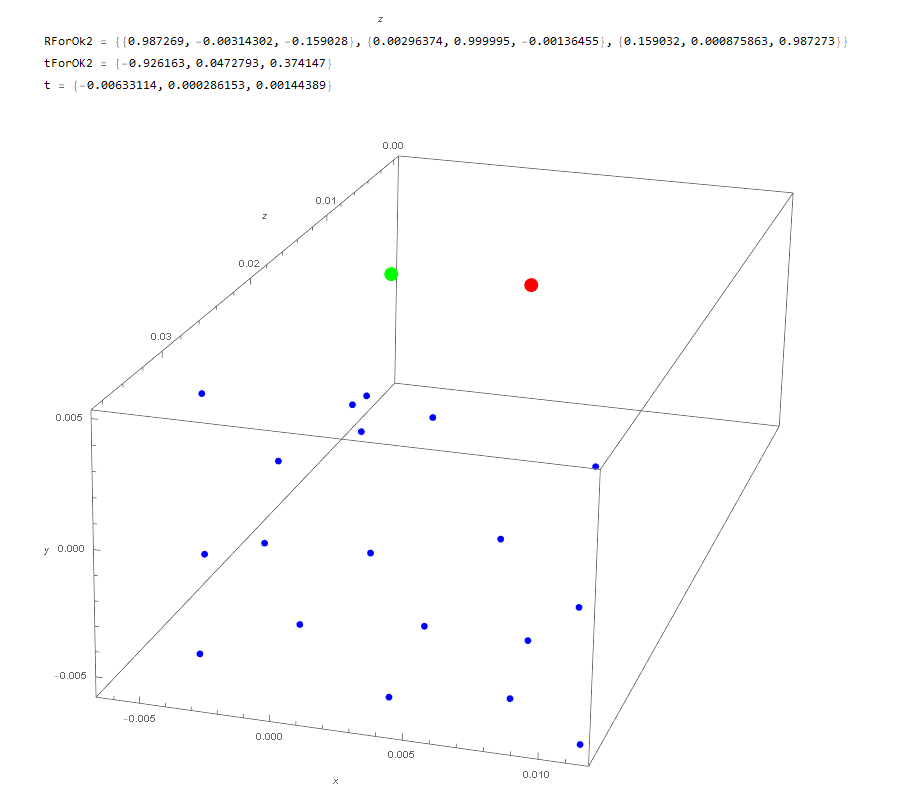 z
RForOk2 = {{0.987269, -0.00314302, -0.159028}, {0.00296374, 0.999995, -0.00136455}, {0.159032, 0.000875863, 0.987273}}
tForOK2 = {-0.926163, 0.0472793, 0.374147}
t = {-0.00633114, 0.000286153, 0.00144389}
0.00
0.01
z
0.02
0.03
0.005
y 0.000
-0.005
-0.005
0.000
0.005
0.010
x